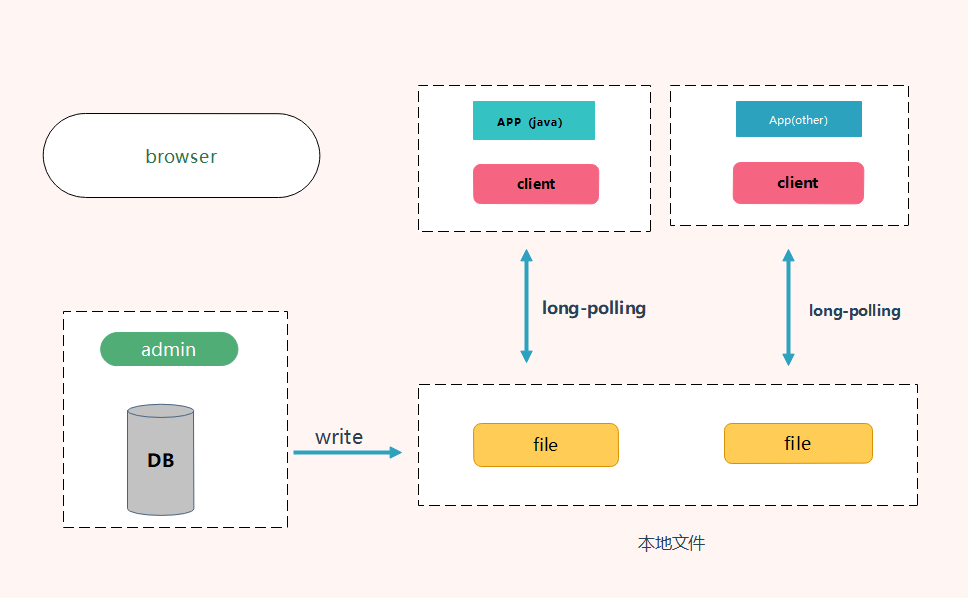 browser
APP (java)
client
App(other)
client
long-polling
long-polling
admin
DB
write
file
file
本地文件